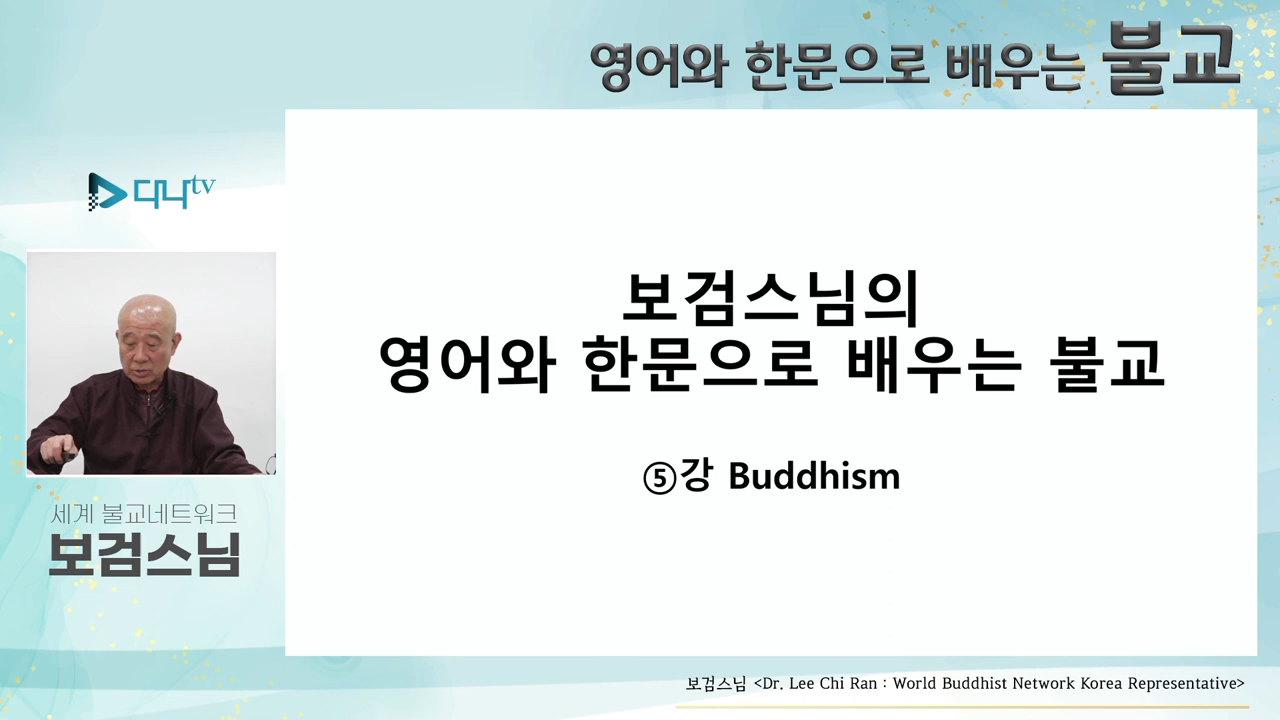 영어와 한문으로 배우는 불교
디나tv
보검스님의
영어와 한문으로 배우는 불교
⑤강 Buddhism
세계 불교네트워크
보검스님
보검스님 <Dr. Lee Chi Ran : World Buddhist Network Korea Representative>